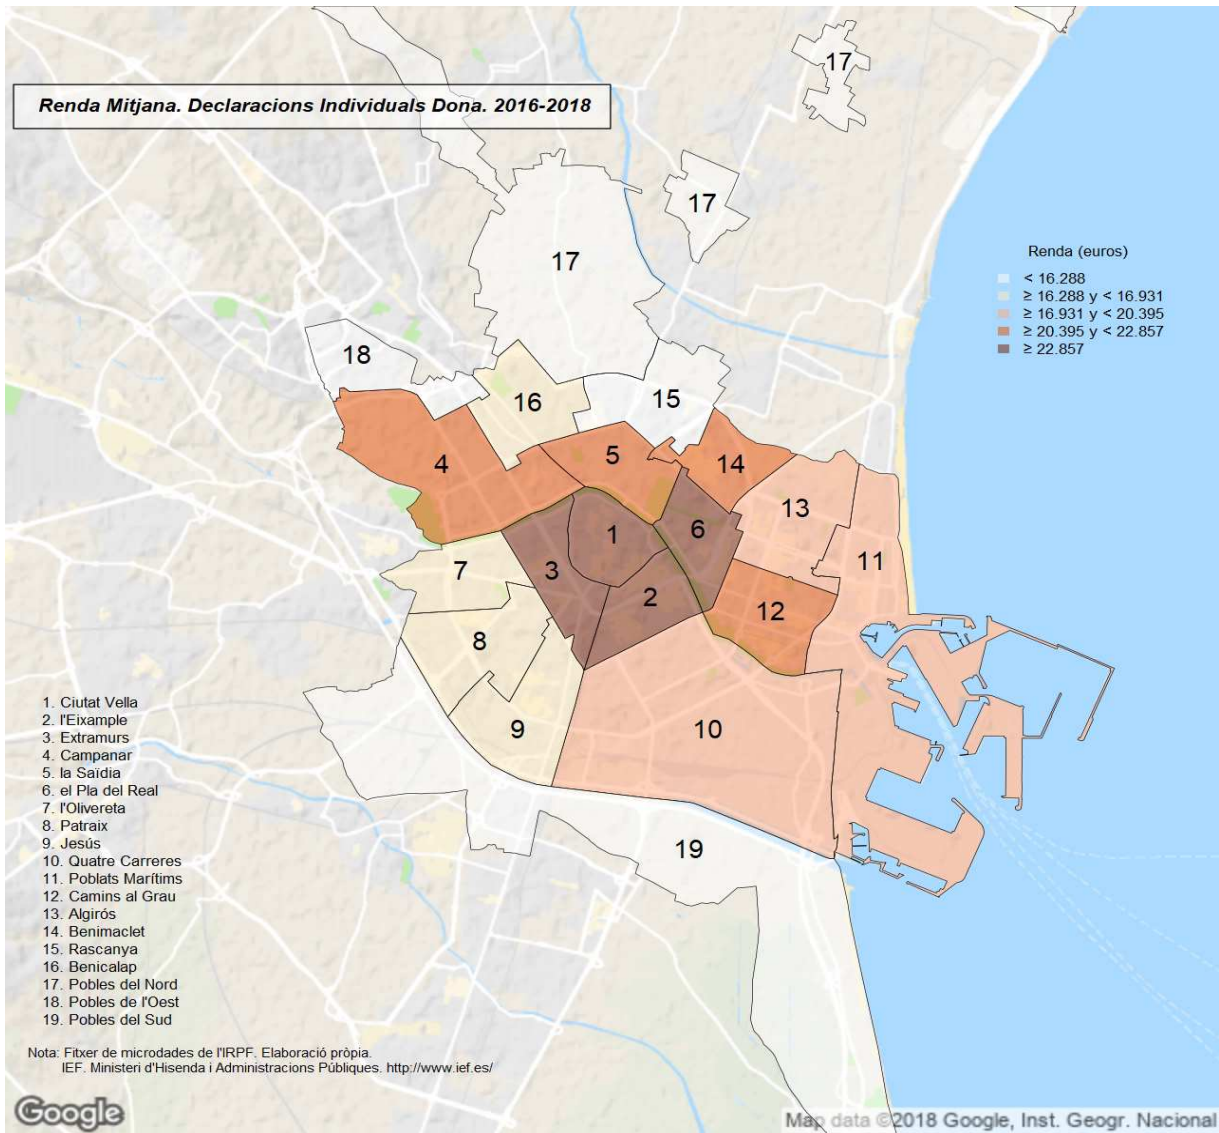 Renda Mitjana. Declaracions Individuals Dona. 2016-2018
17
17
17
18
16
15
4
5
14
13
1
6
11
3
7
2
12
8
9
10
19
Renda (euros)
< 16.288
≥ 16.288 y < 16.931
≥ 16.931 y < 20.395
≥ 20.395 y < 22.857
≥ 22.857
1. Ciutat Vella
2. l'Eixample
3. Extramurs
4. Campanar
5. la Saïdia
6. el Pla del Real
7. l'Olivereta
8. Patraix
9. Jesús
10. Quatre Carreres
11. Poblats Marítims
12. Camins al Grau
13. Algirós
14. Benimaclet
15. Rascanya
16. Benicalap
17. Pobles del Nord
18. Pobles de l'Oest
19. Pobles del Sud
Nota: Fitxer de microdades de l'IRPF. Elaboració pròpia.
IEF. Ministeri d'Hisenda i Administracions Públiques. http://www.ief.es/
Google
Map data ©2018 Google, Inst. Geogr. Nacional